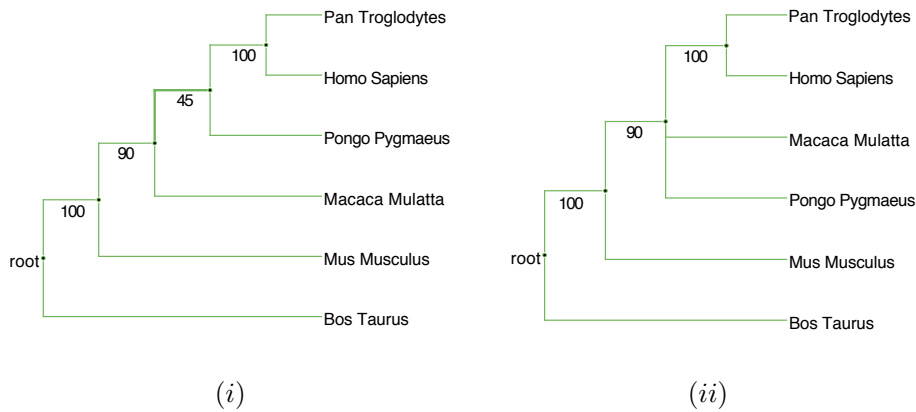 Pan Troglodytes
100
Homo Sapiens
45
Pongo Pygmaeus
90
Macaca Mulatta
100
root
Mus Musculus
Bos Taurus
(i)
Pan Troglodytes
100
Homo Sapiens
90
Macaca Mulatta
100
Pongo Pygmaeus
root
Mus Musculus
Bos Taurus
(ii)